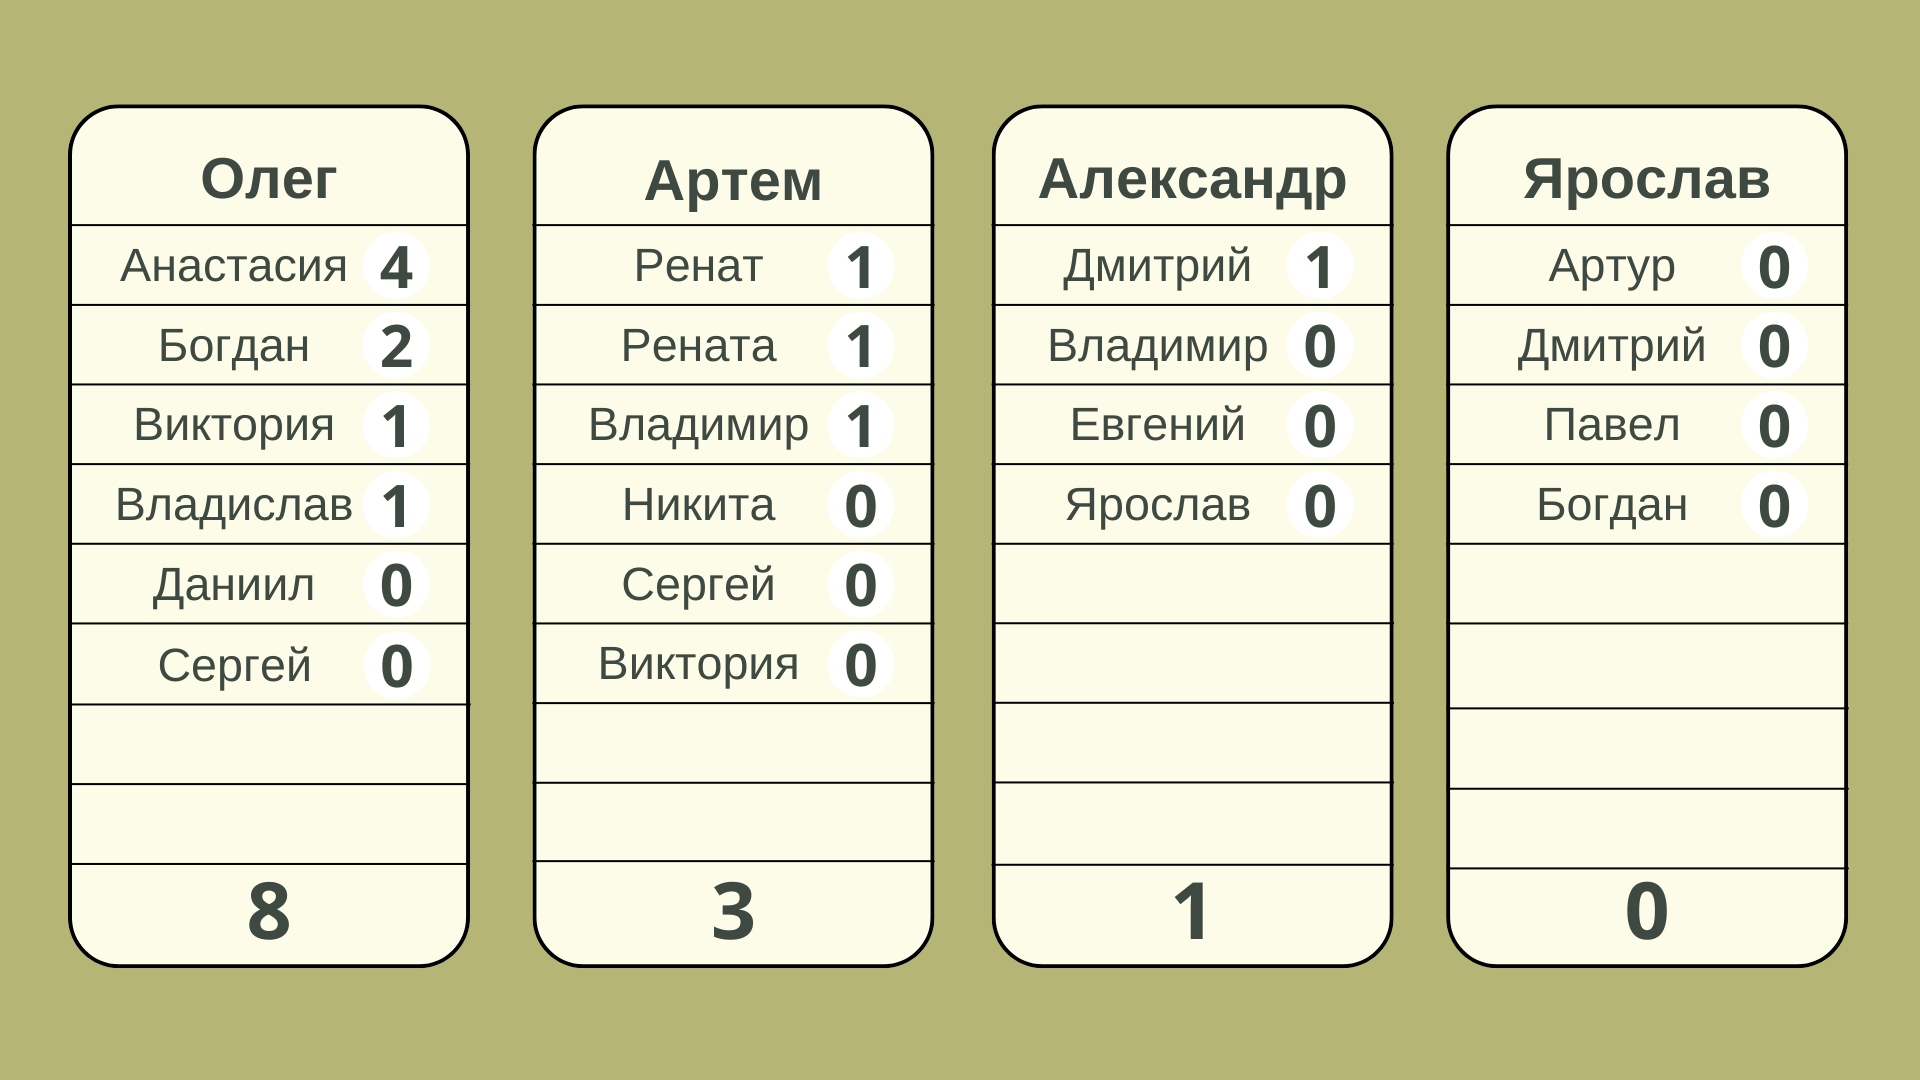 Олег
Анастасия 4
Богдан 2
Виктория 1
Владислав 1
Даниил 0
Сергей 0
8
Артем
Ренат 1
Рената 1
Владимир 1
Никита 0
Сергей 0
Виктория 0
3
Александр
Дмитрий 1
Владимир 0
Евгений 0
Ярослав 0
1
Ярослав
Артур 0
Дмитрий 0
Павел 0
Богдан 0
0